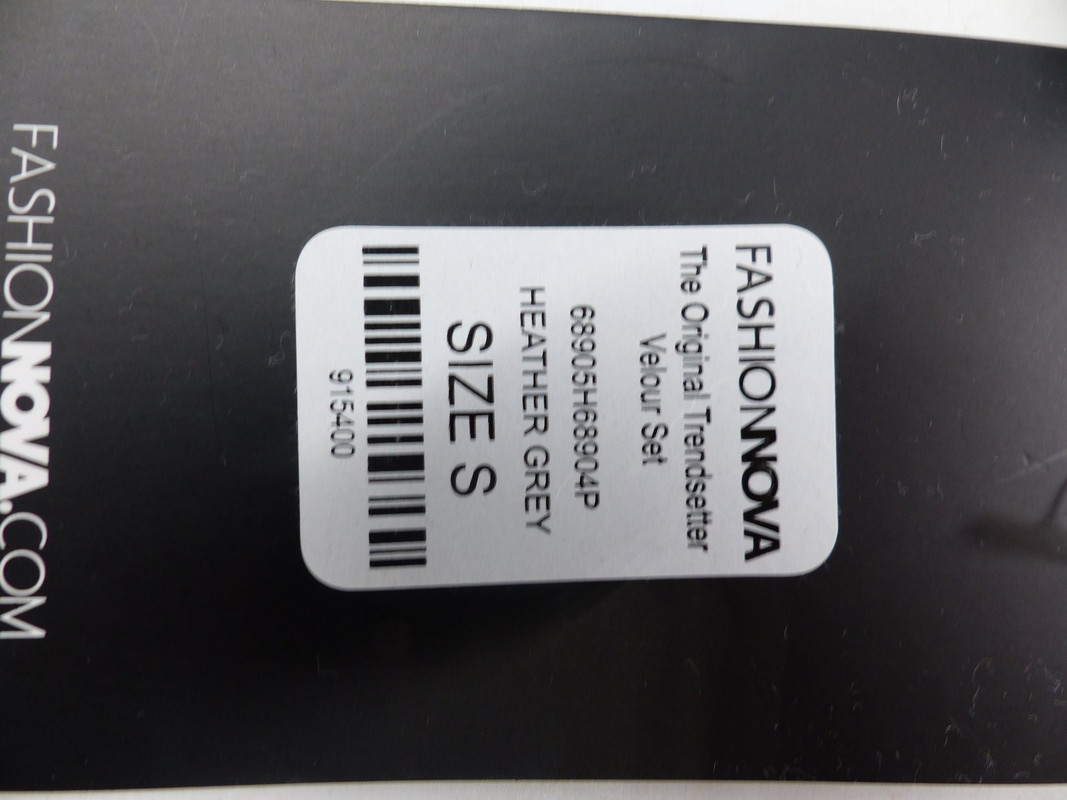 FASHIONNOVA
The Original Trendsetter
Velour Set
68905H68904P
HEATHER GREY
SIZE S
915400
FASHIONNOVA.COM